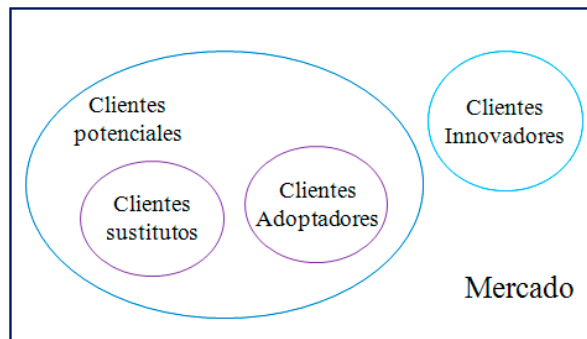 Clientes
potenciales
Clientes
Innovadores
Clientes
sustitutos
Clientes
Adoptadores
Mercado